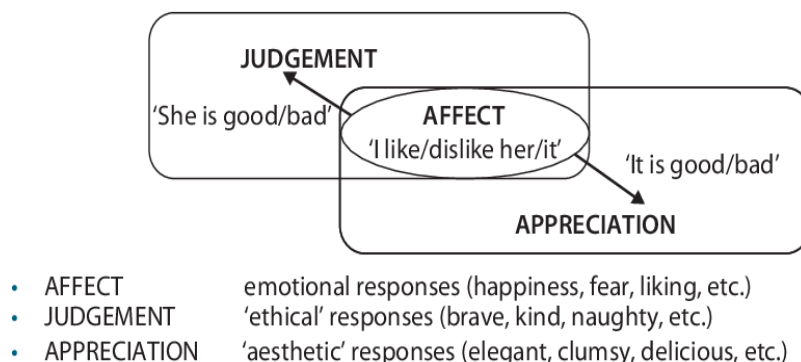 JUDGEMENT
‘She is good/bad’
AFFECT
‘I like/dislike her/it’
‘It is good/bad’
APPRECIATION
• AFFECT emotional responses (happiness, fear, liking, etc.)
• JUDGEMENT ‘ethical’ responses (brave, kind, naughty, etc.)
• APPRECIATION ‘aesthetic’ responses (elegant, clumsy, delicious, etc.)